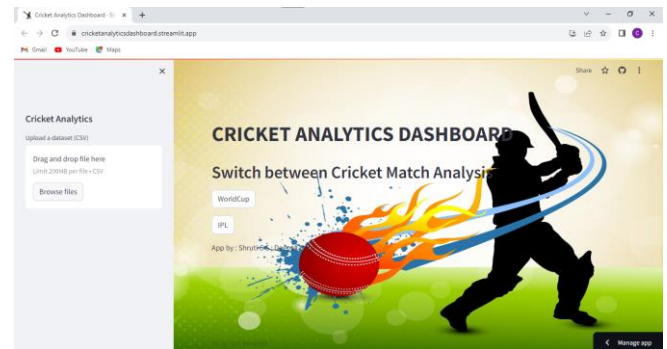 Cricket Analytics Dashboard · S
cricketanalyticsdashboard.streamlit.app
C
Gmail
YouTube
Maps
Share
Cricket Analytics
Upload a dataset (CSV)
Drag and drop file here
Limit 200MB per file • CSV
Browse files
CRICKET ANALYTICS DASHBOARD
Switch between Cricket Match Analysis
WorldCup
IPL
App by : Shruti
Manage app